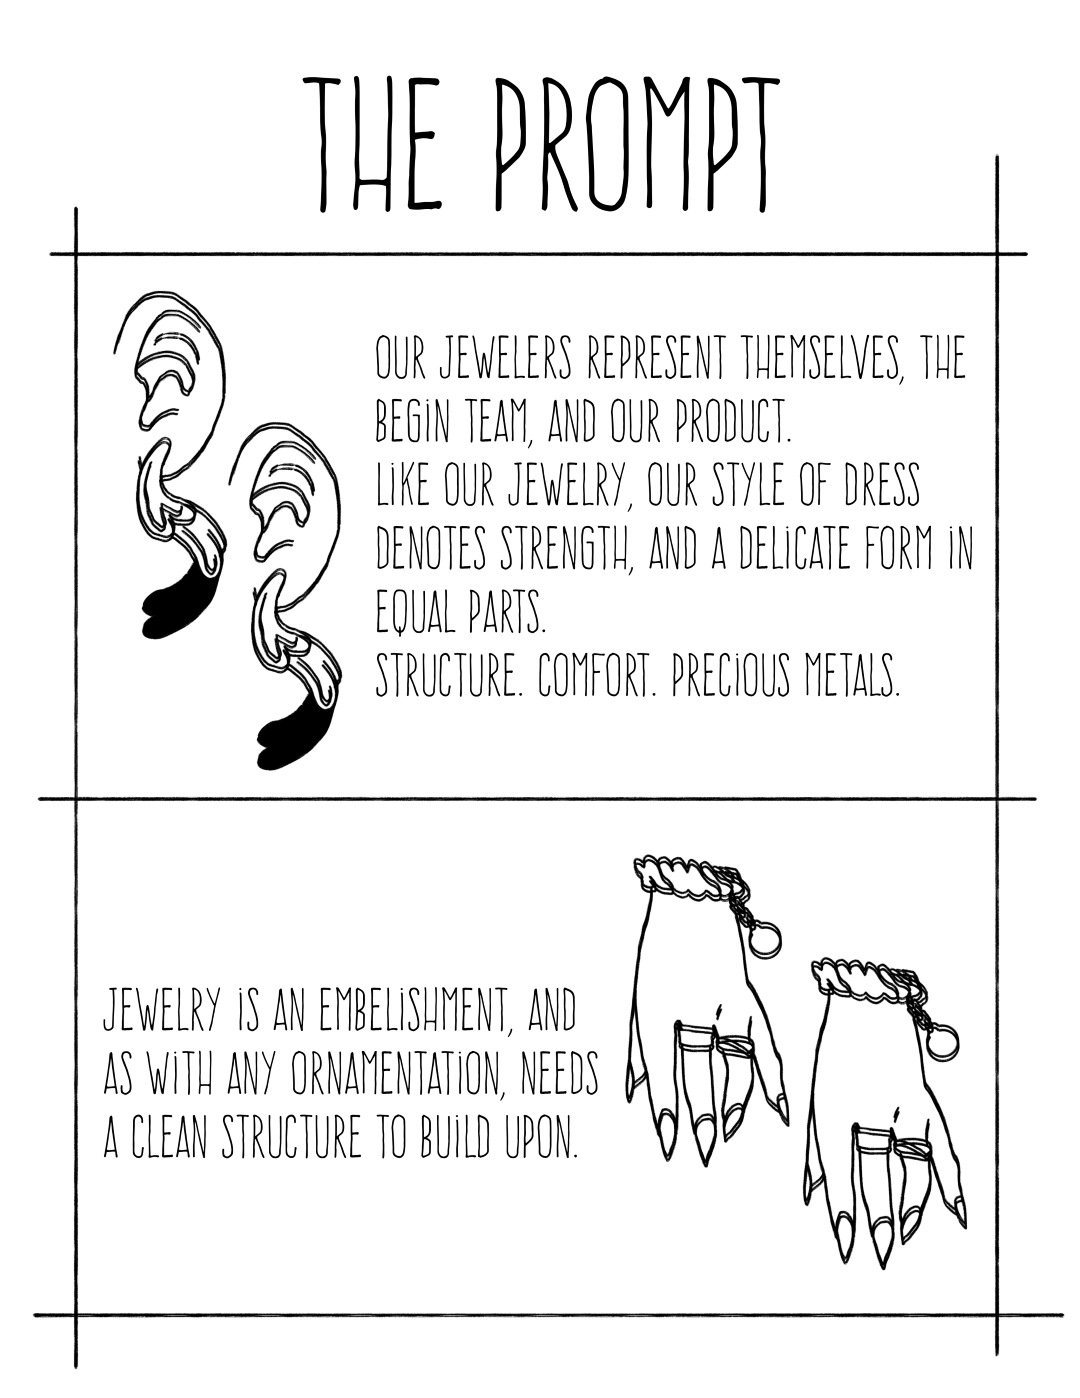 THE PROMPT
OUR JEWELERS REPRESENT THEMSELVES, THE
BEGIN TEAM, AND OUR PRODUCT.
LIKE OUR JEWELRY, OUR STYLE OF DRESS
DENOTES STRENGTH, AND A DELICATE FORM IN
EQUAL PARTS.
STRUCTURE. COMFORT. PRECIOUS METALS.
JEWELRY IS AN EMBELISHMENT, AND
AS WITH ANY ORNAMENTATION, NEEDS
A CLEAN STRUCTURE TO BUILD UPON.